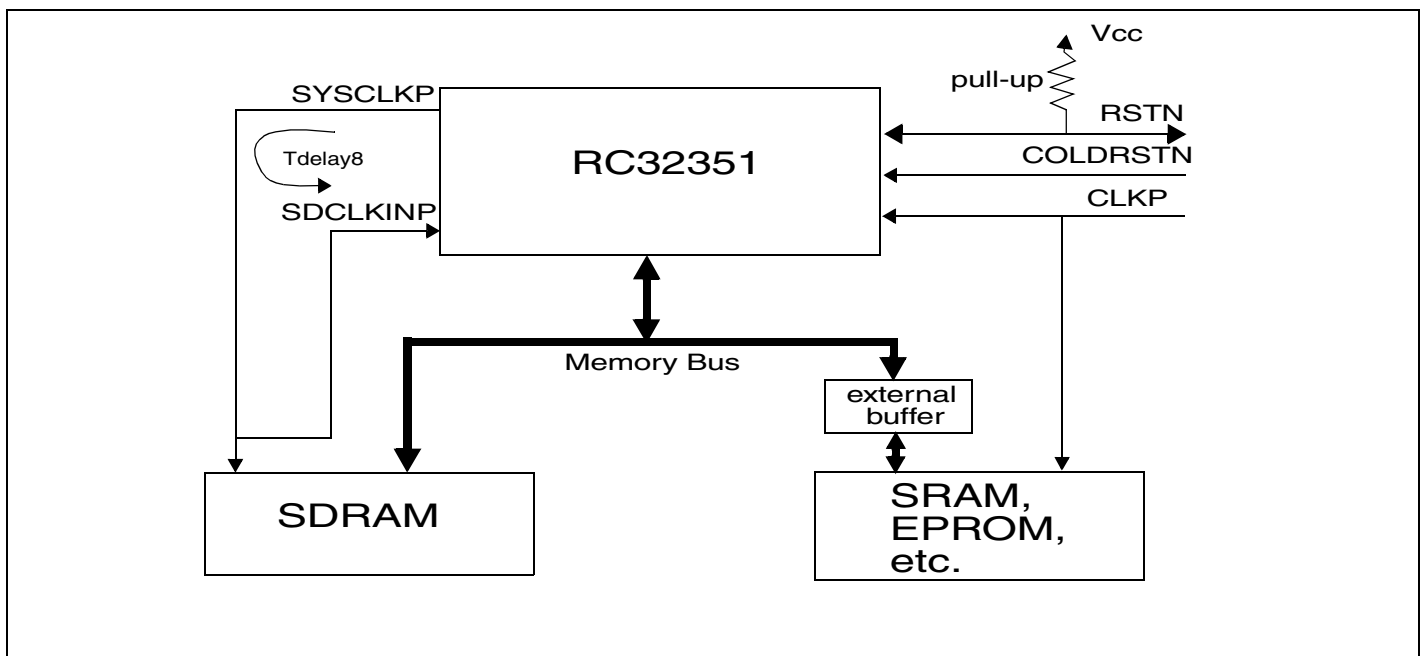 Vcc
pull-up
SYSCLKP
RSTN
RC32351
Tdelay8
COLDRSTN
CLKP
SDCLKINP
Memory Bus
external
buffer
SDRAM
SRAM,
EPROM,
etc.